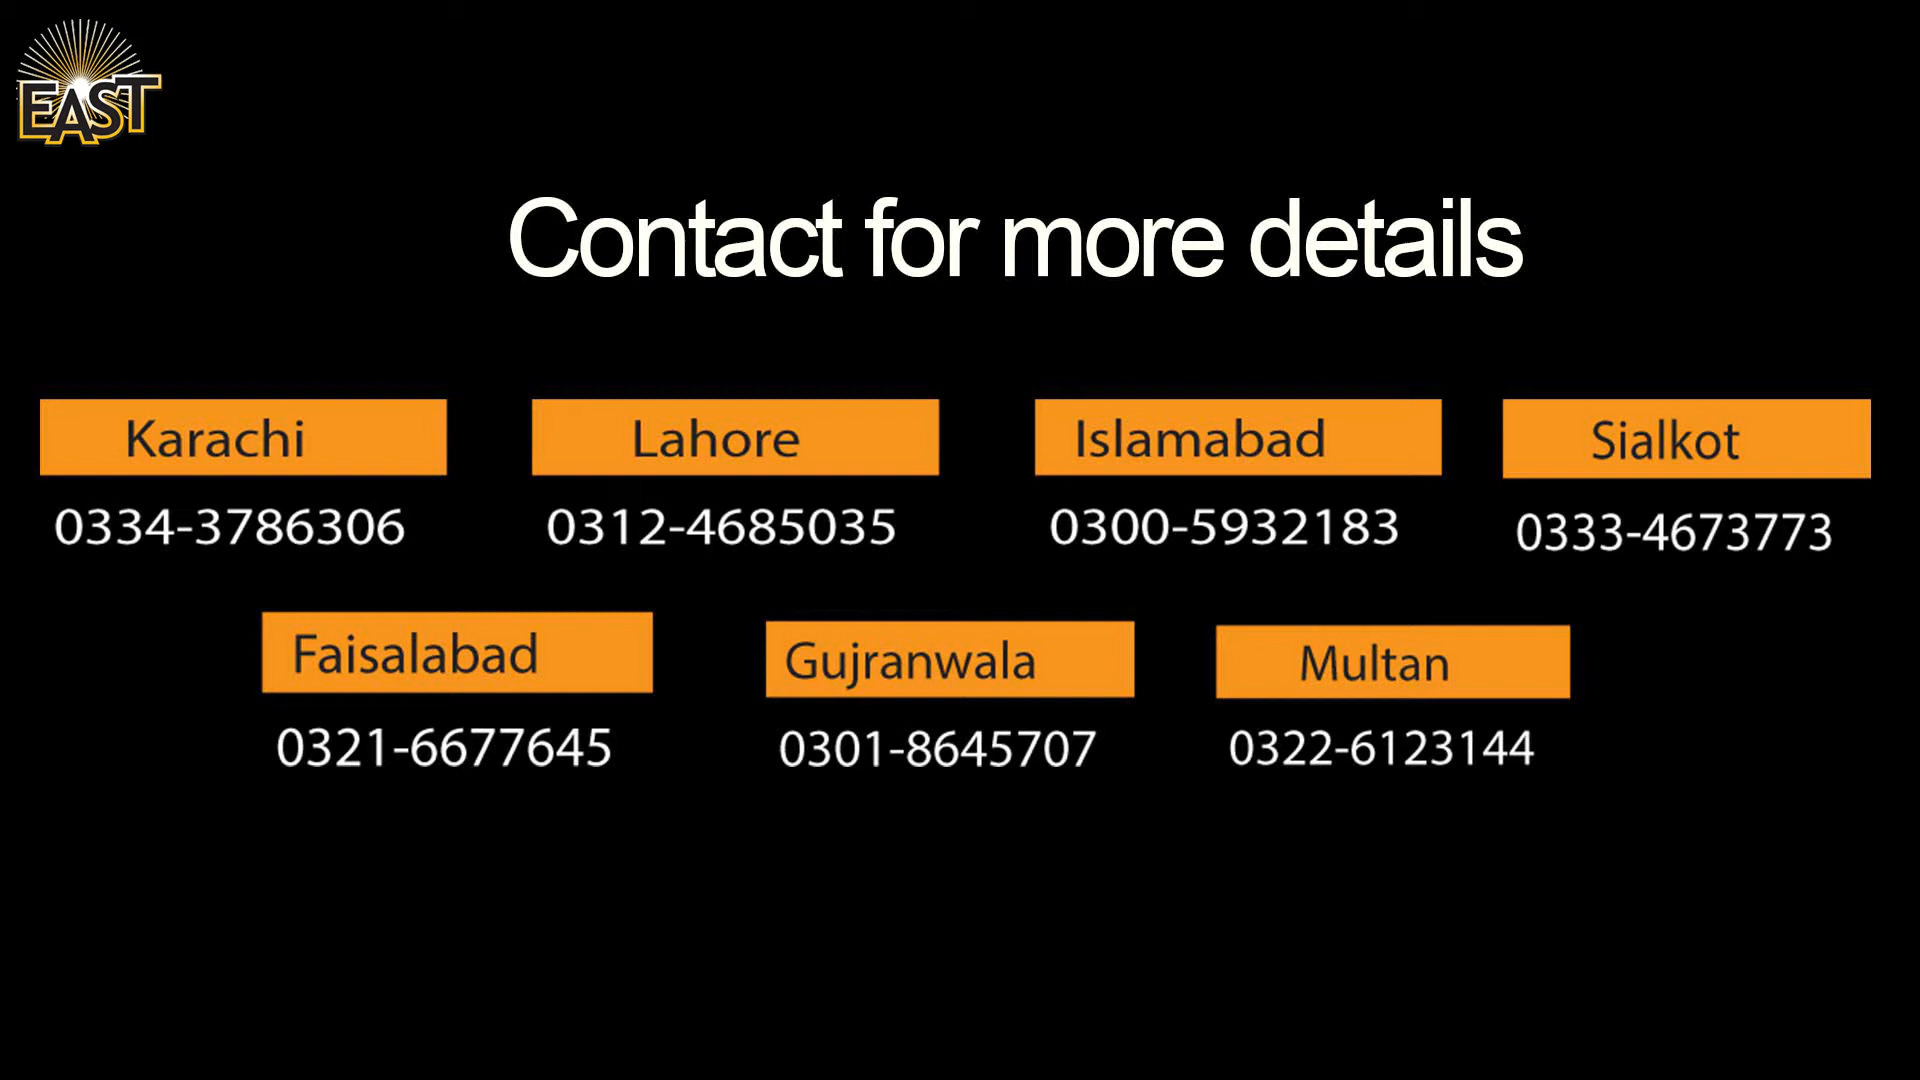 EAST
Contact for more details
Karachi Lahore Islamabad Sialkot
0334-3786306 0312-4685035 0300-5932183 0333-4673773
Faisalabad Gujranwala Multan
0321-6677645 0301-8645707 0322-6123144